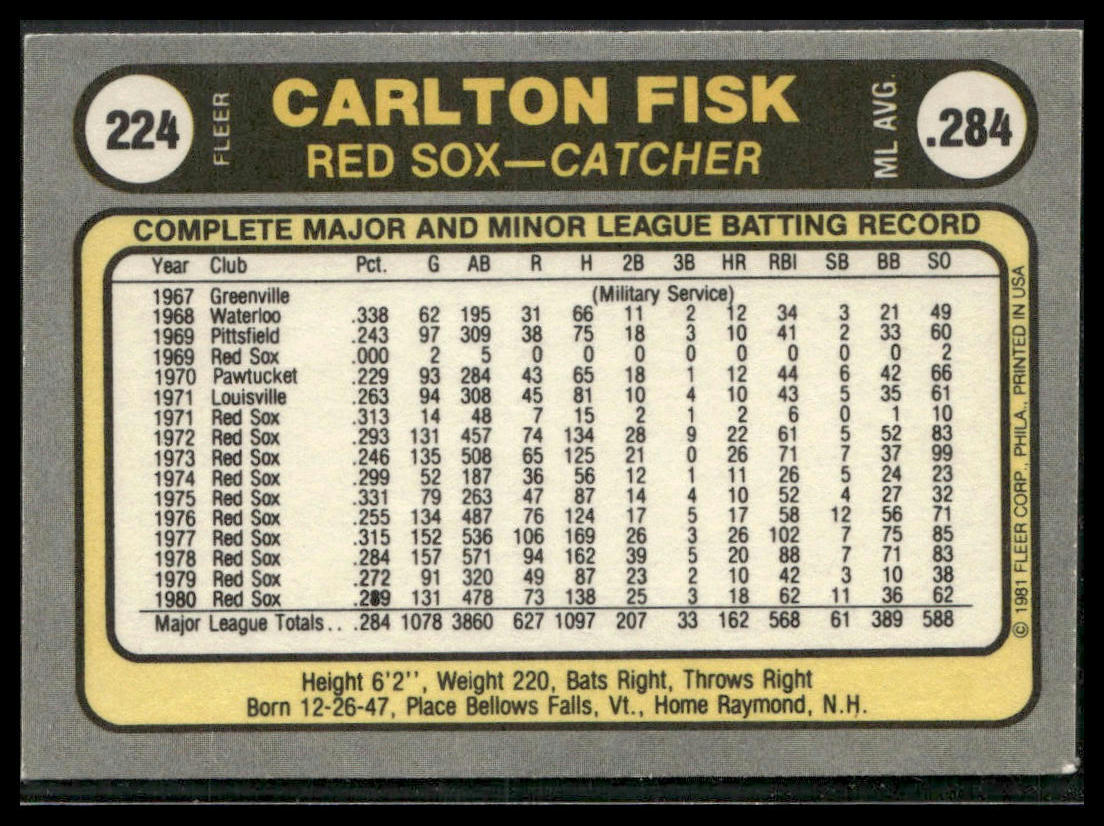 224 FLEER CARLTON FISK ML AVG. .284
RED SOX—CATCHER
COMPLETE MAJOR AND MINOR LEAGUE BATTING RECORD
Year Club Pct. G AB R H 2B 3B HR RBI SB BB SO
1967 Greenville (Military Service)
1968 Waterloo .338 62 195 31 66 11 2 12 34 3 21 49
1969 Pittsfield .243 97 309 38 75 18 3 10 41 2 33 60
1969 Red Sox .000 2 5 0 0 0 0 0 0 0 0 2
1970 Pawtucket .229 93 284 43 65 18 1 12 44 6 42 66
1971 Louisville .263 94 308 45 81 10 4 10 43 5 35 61
1971 Red Sox .313 14 48 7 15 2 1 2 6 0 1 10
1972 Red Sox .293 131 457 74 134 28 9 22 61 5 52 83
1973 Red Sox .246 135 508 65 125 21 0 26 71 7 37 99
1974 Red Sox .299 52 187 36 56 12 1 11 26 5 24 23
1975 Red Sox .331 79 263 47 87 14 4 10 52 4 27 32
1976 Red Sox .255 134 487 76 124 17 5 17 58 12 56 71
1977 Red Sox .315 152 536 106 169 26 3 26 102 7 75 85
1978 Red Sox .284 157 571 94 162 39 5 20 88 7 71 83
1979 Red Sox .272 91 320 49 87 23 2 10 42 3 10 38
1980 Red Sox .289 131 478 73 138 25 3 18 62 11 36 62
Major League Totals.. .284 1078 3860 627 1097 207 33 162 568 61 389 588
Height 6'2'', Weight 220, Bats Right, Throws Right
Born 12-26-47, Place Bellows Falls, Vt., Home Raymond, N.H.
© 1981 FLEER CORP., PHILA., PRINTED IN USA